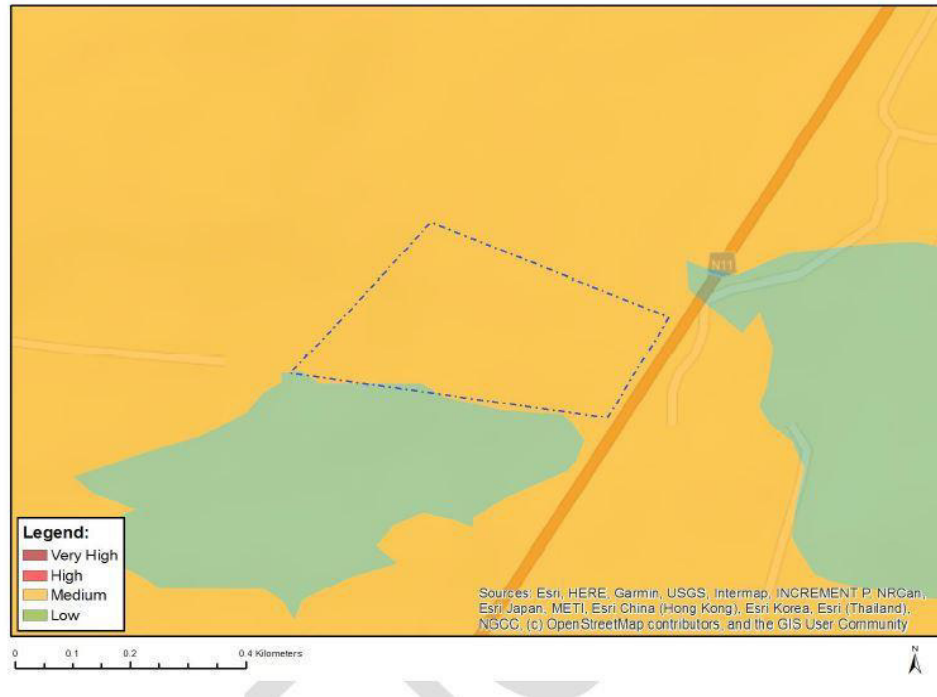 N11
Legend:
Very High
High
Medium
Low
Sources: Esri, HERE, Garmin, USGS, Intermap, INCREMENT P, NRCan,
Esri Japan, METI, Esri China (Hong Kong), Esri Korea, Esri (Thailand),
NGCC, (c) OpenStreetMap contributors, and the GIS User Community
0 0.1 0.2 0.4 Kilometers
N